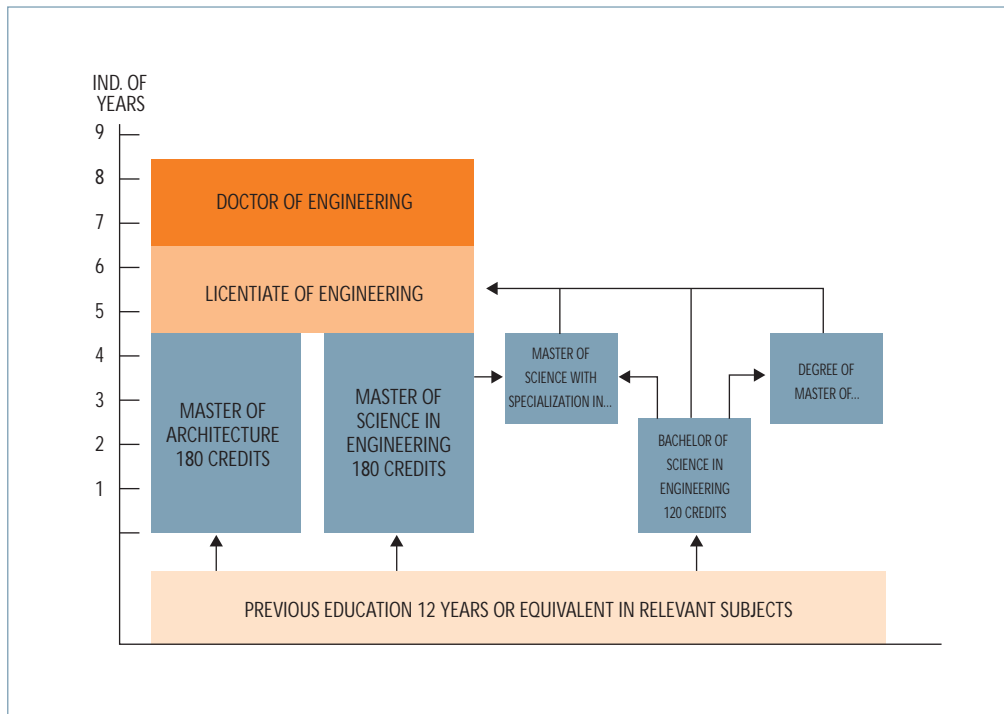 IND. OF
YEARS
9
8
7
6
5
4
3
2
1
DOCTOR OF ENGINEERING
LICENTIATE OF ENGINEERING
MASTER OF
ARCHITECTURE
180 CREDITS
MASTER OF
SCIENCE IN
ENGINEERING
180 CREDITS
MASTER OF
SCIENCE WITH
SPECIALIZATION IN...
BACHELOR OF
SCIENCE IN
ENGINEERING
120 CREDITS
DEGREE OF
MASTER OF...
PREVIOUS EDUCATION 12 YEARS OR EQUIVALENT IN RELEVANT SUBJECTS